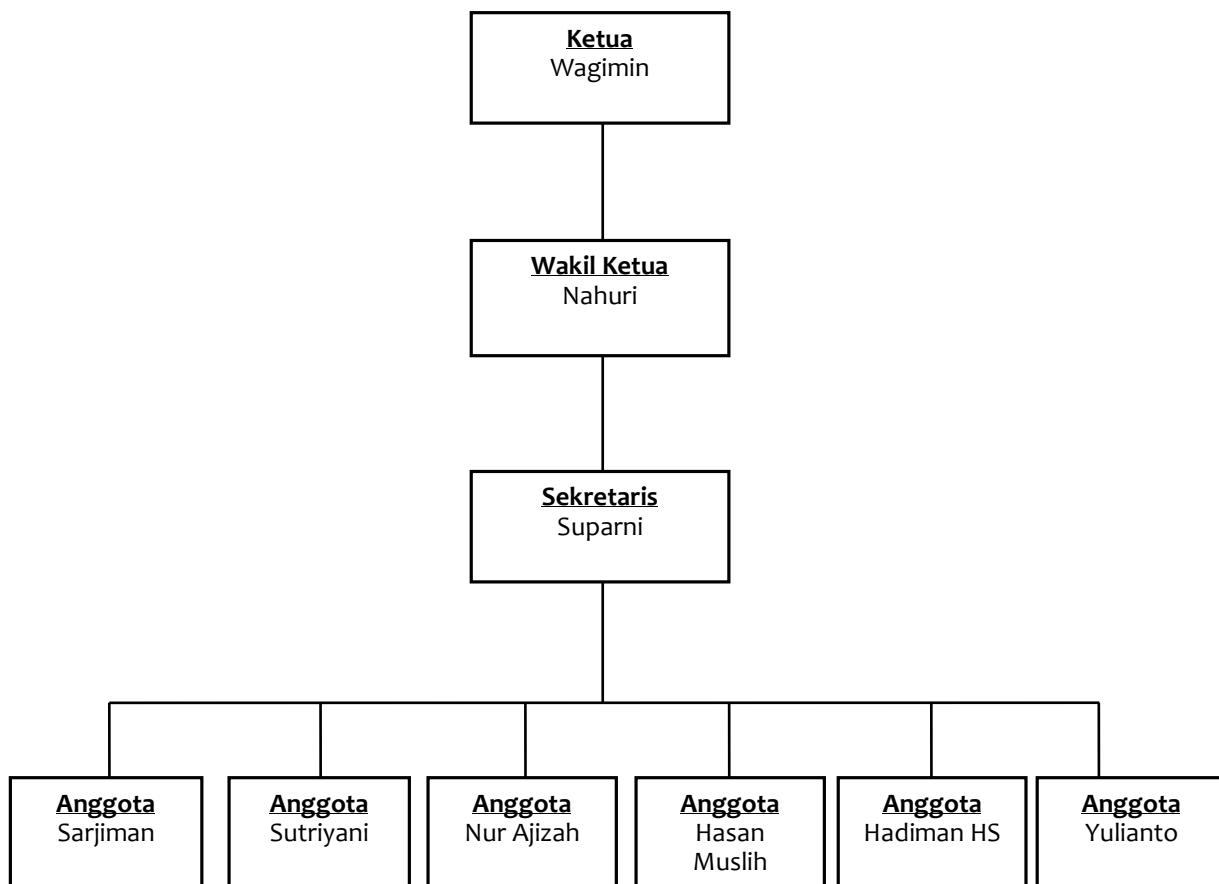 Ketua
Wagimin
Wakil Ketua
Nahuri
Sekretaris
Suparni
Anggota
Sarjiman
Anggota
Sutriyani
Anggota
Nur Ajizah
Anggota
Hasan
Muslih
Anggota
Hadiman HS
Anggota
Yulianto